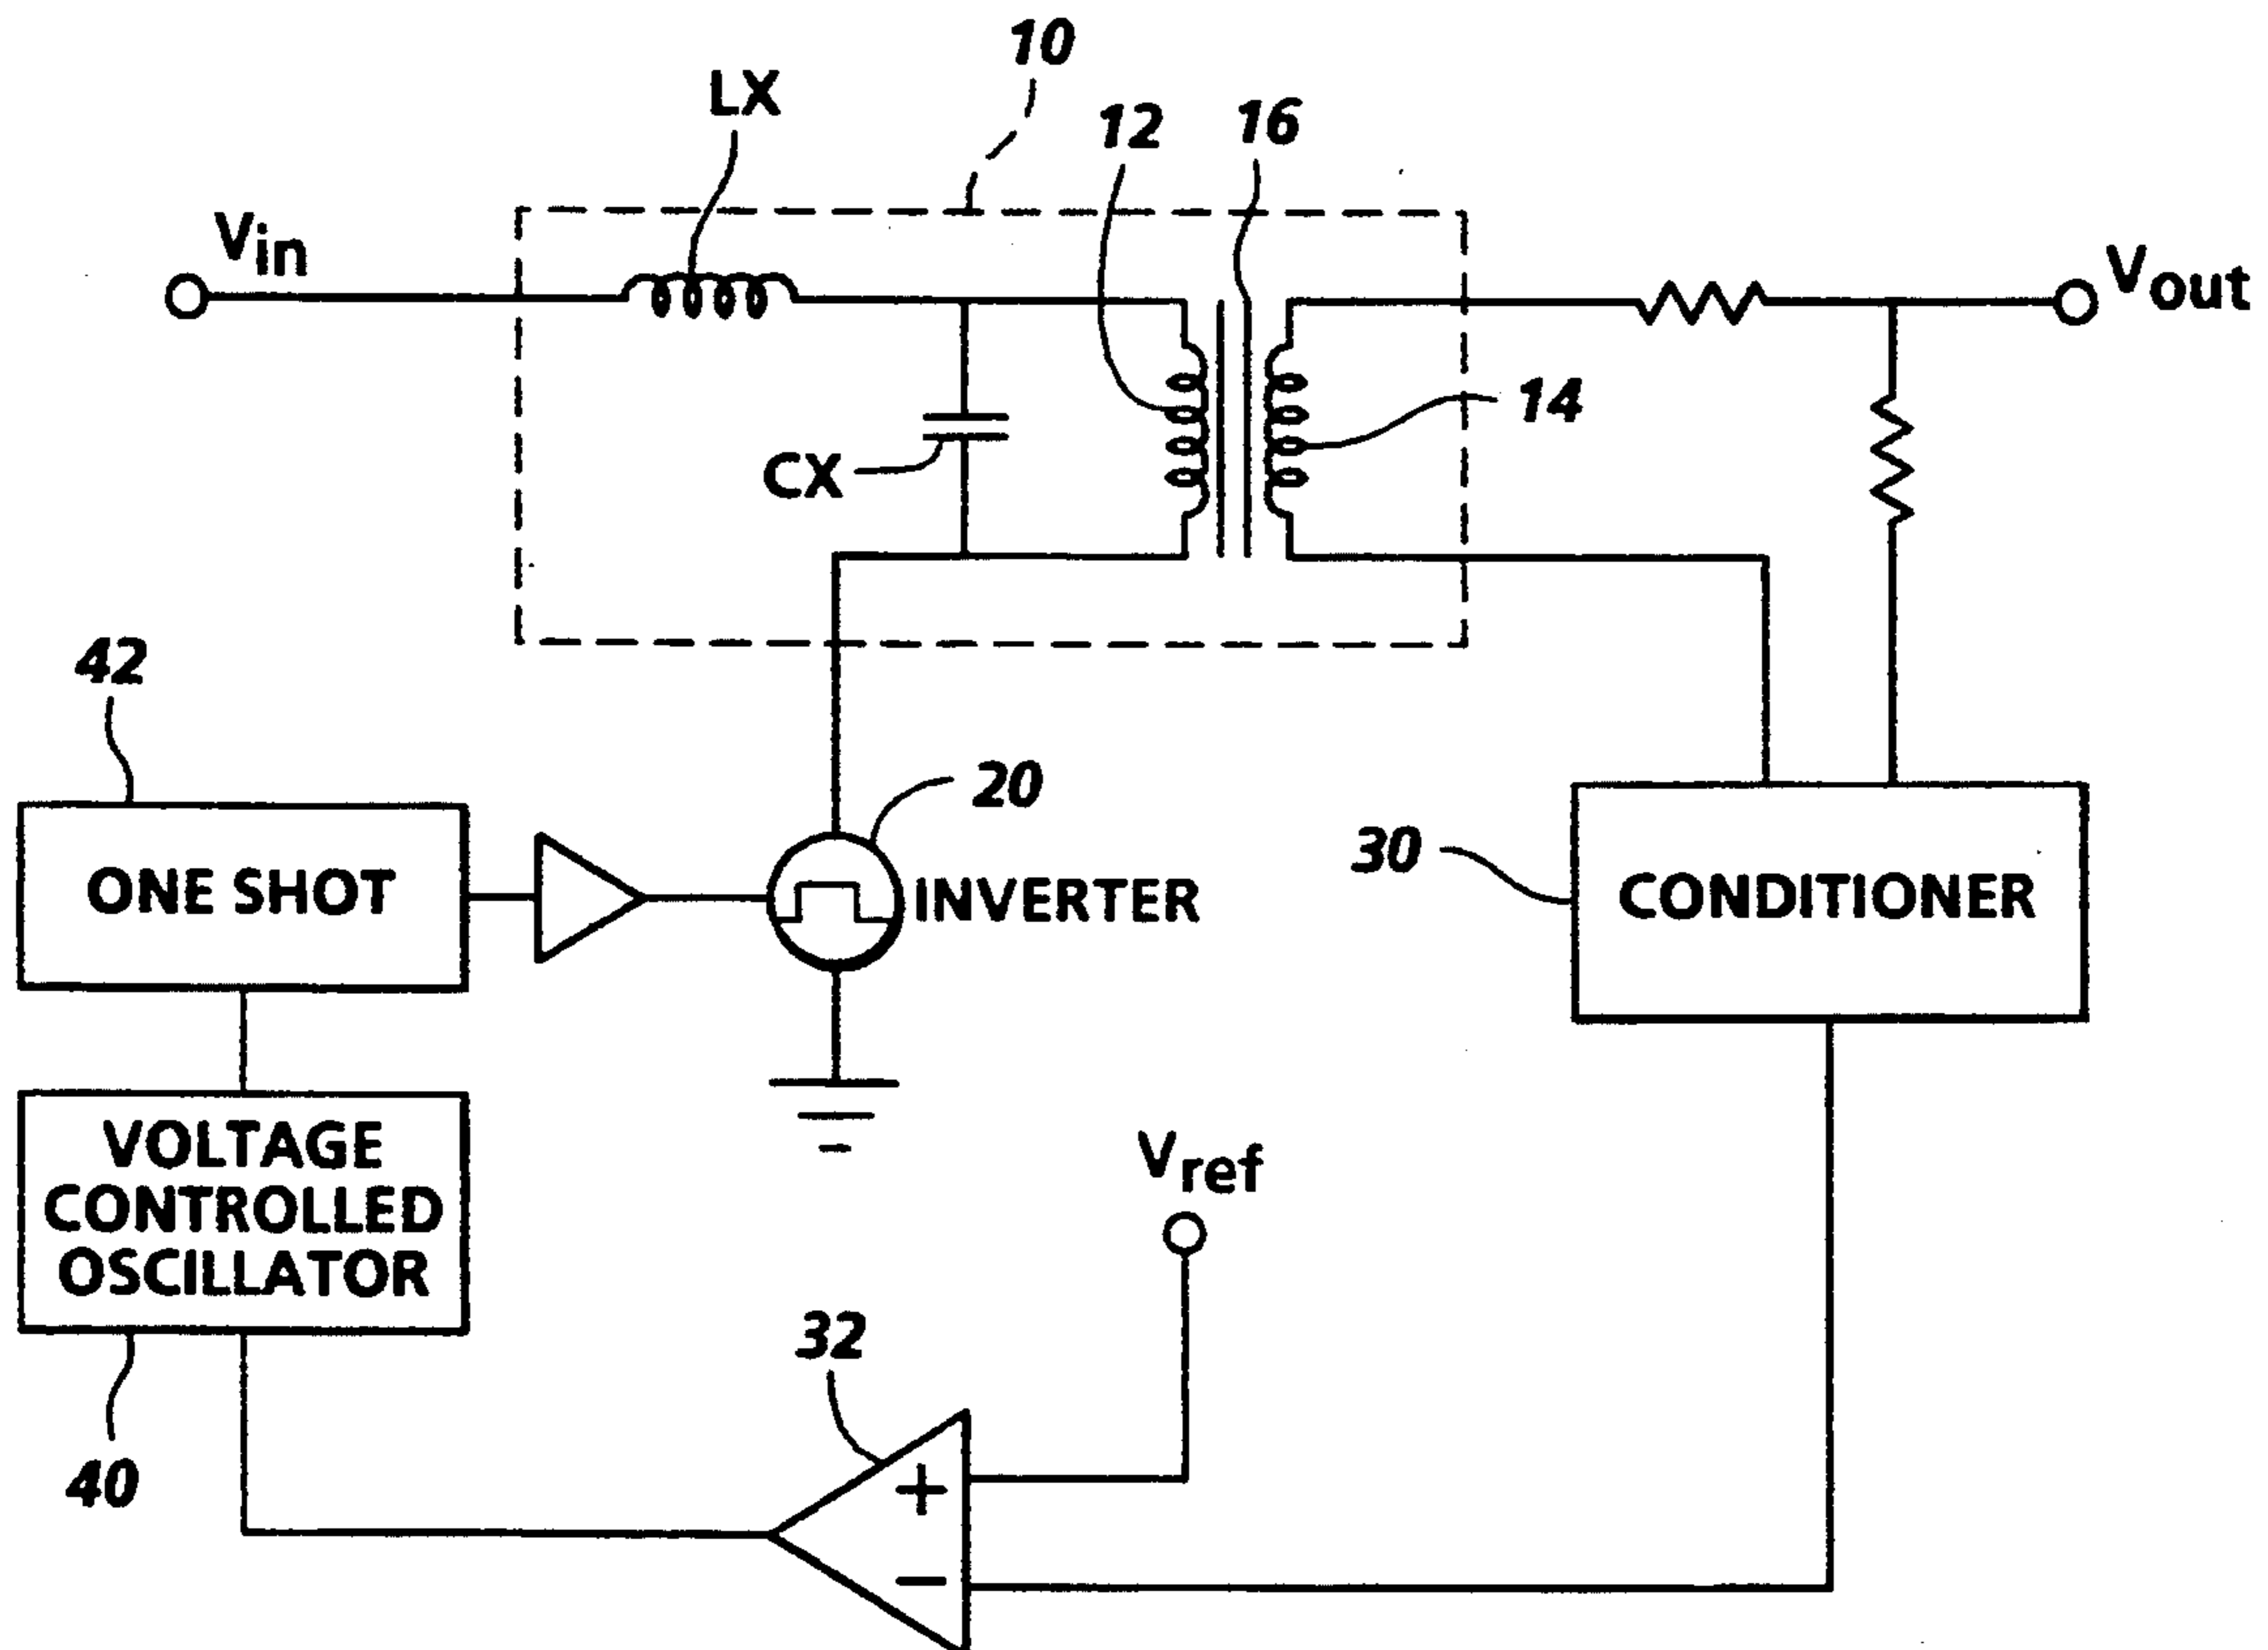 10
LX
12
16
Vin
Vout
14
CX
42
20
ONE SHOT
INVERTER
30
CONDITIONER
VOLTAGE
CONTROLLED
OSCILLATOR
Vref
32
40
+
−